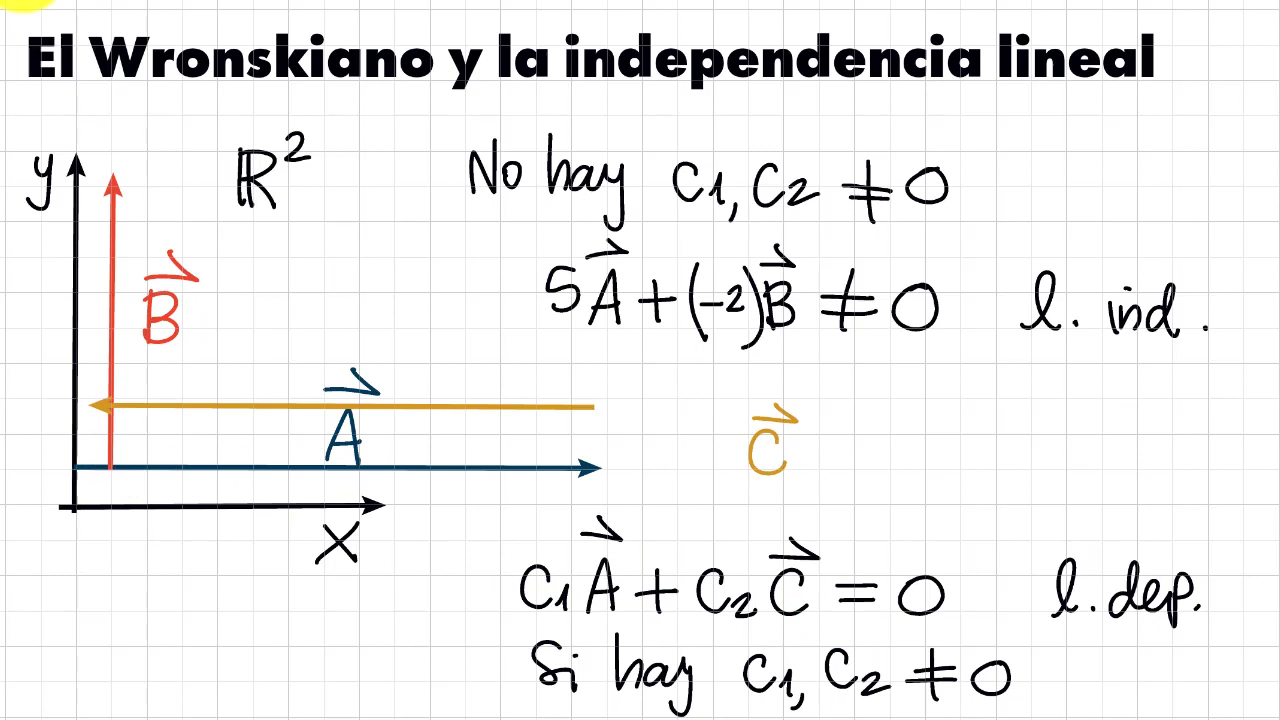 El Wronskiano y la independencia lineal
y
ℝ²
No hay C1, C2 ≠ 0
5A⃗ + (-2)B⃗ ≠ 0 l. ind.
B⃗
A⃗
C⃗
x
C1A⃗ + C2C⃗ = 0 l. dep.
Si hay C1, C2 ≠ 0